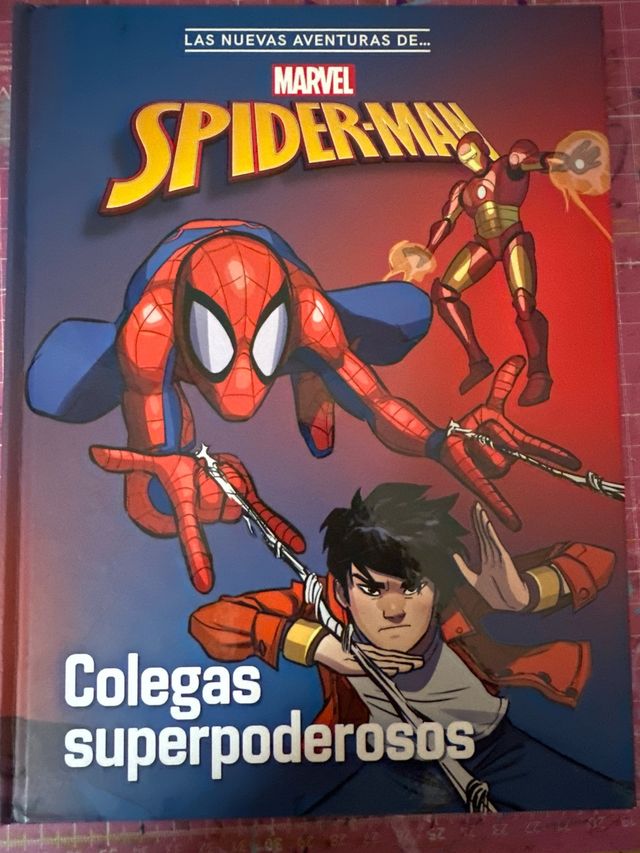 LAS NUEVAS AVENTURAS DE...
MARVEL
SPIDER-MAN
Colegas
superpoderosos